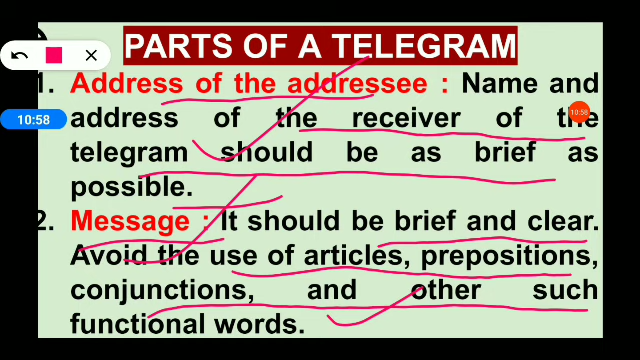 PARTS OF A TELEGRAM
1. Address of the addressee : Name and
10:58
address of the receiver of the
10:58
telegram should be as brief as
possible.
2. Message : It should be brief and clear.
Avoid the use of articles, prepositions,
conjunctions, and other such
functional words.